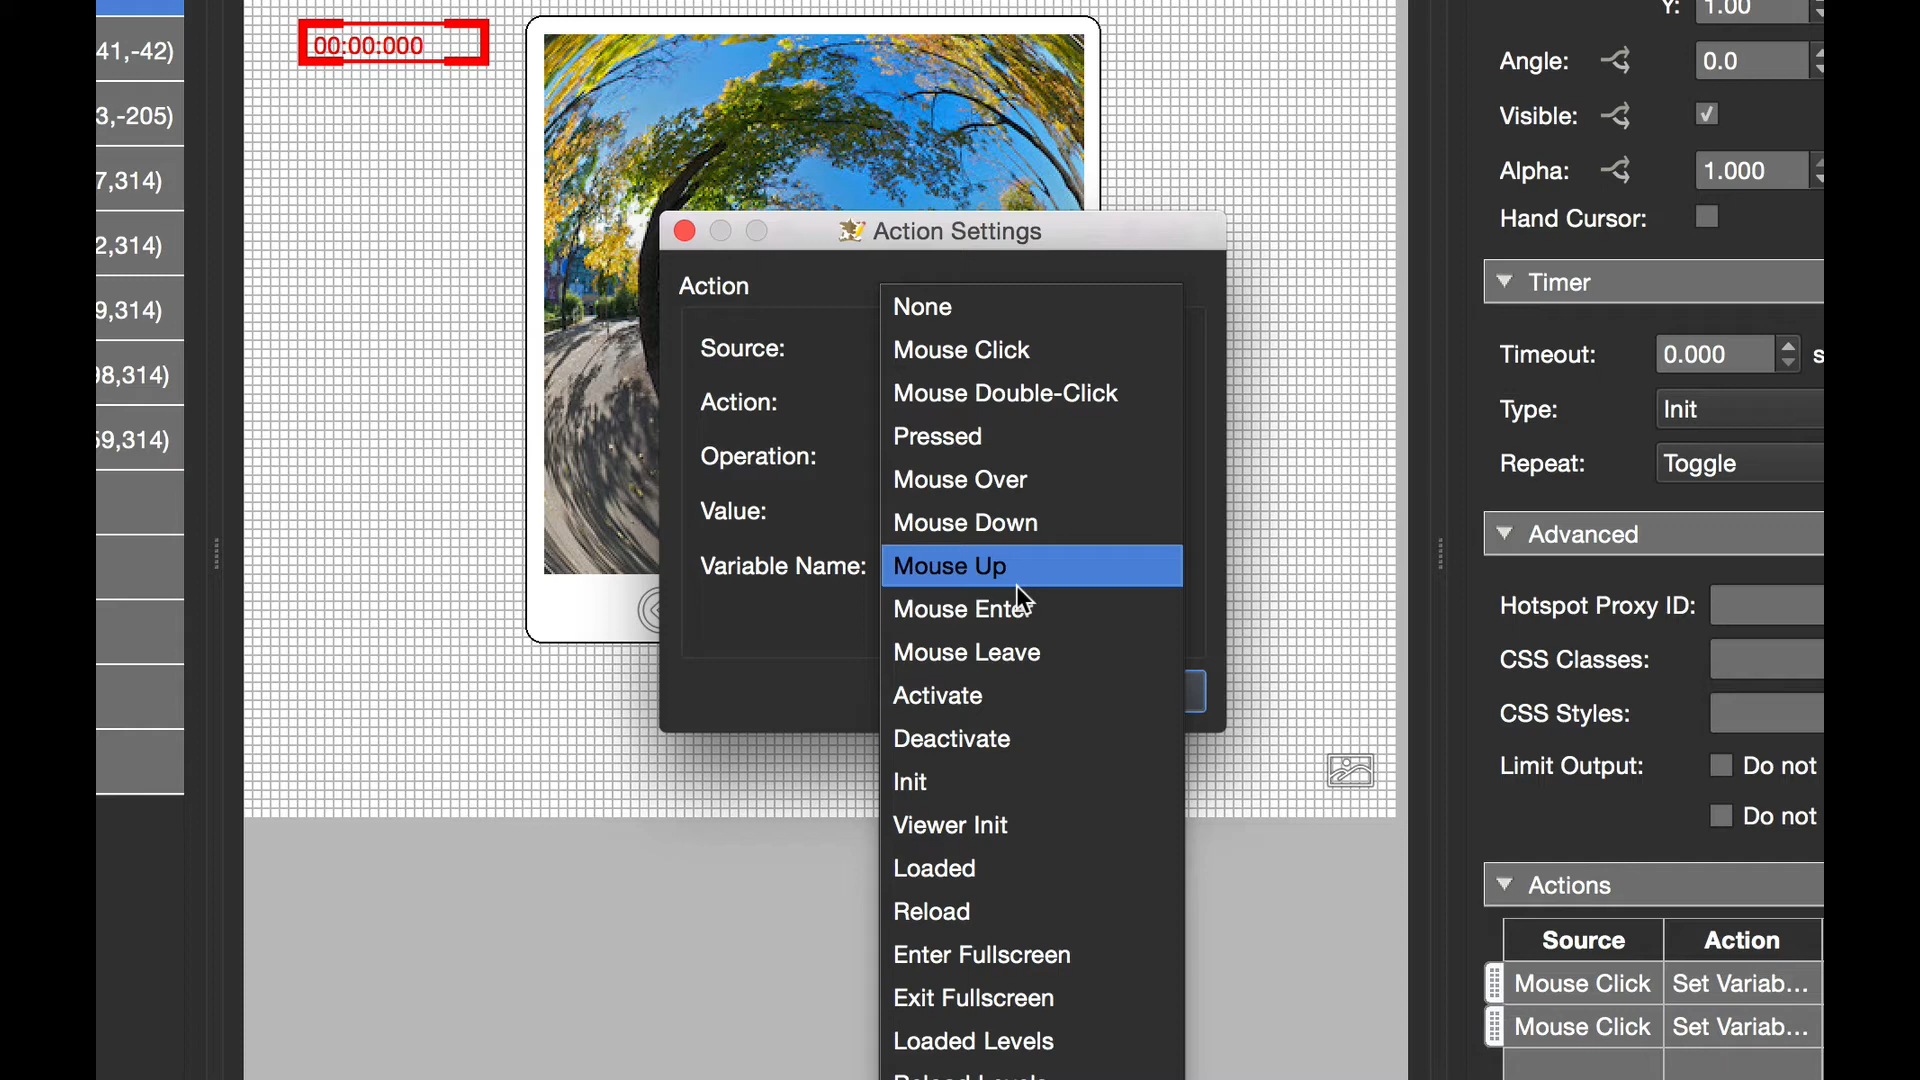 41,-42)
3,-205)
7,314)
2,314)
9,314)
98,314)
59,314)
00:00:000
Action Settings
Action
Source:
Action:
Operation:
Value:
Variable Name:
None
Mouse Click
Mouse Double-Click
Pressed
Mouse Over
Mouse Down
Mouse Up
Mouse Enter
Mouse Leave
Activate
Deactivate
Init
Viewer Init
Loaded
Reload
Enter Fullscreen
Exit Fullscreen
Loaded Levels
Y: 1.00
Angle: 0.0
Visible:
Alpha: 1.000
Hand Cursor:
Timer
Timeout: 0.000 s
Type: Init
Repeat: Toggle
Advanced
Hotspot Proxy ID:
CSS Classes:
CSS Styles:
Limit Output: Do not
Do not
Actions
Source Action
Mouse Click Set Variab...
Mouse Click Set Variab...